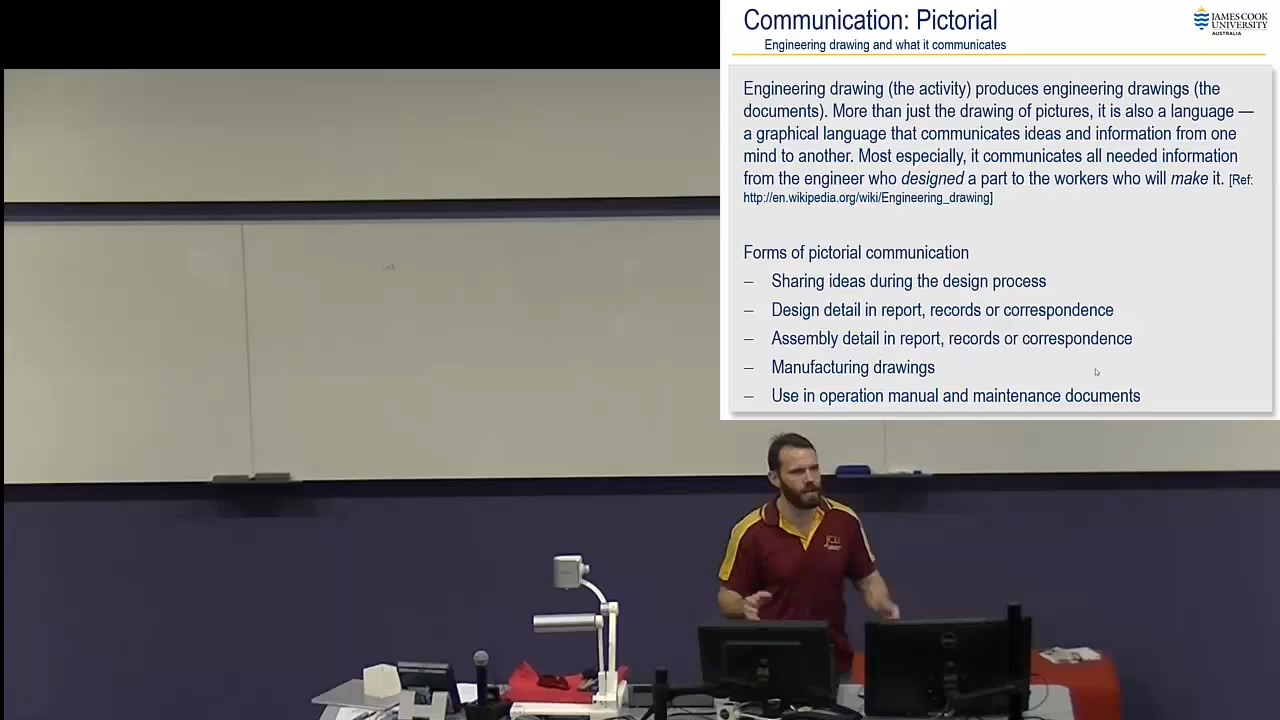 Communication: Pictorial
Engineering drawing and what it communicates
JAMES COOK
UNIVERSITY
AUSTRALIA
Engineering drawing (the activity) produces engineering drawings (the
documents). More than just the drawing of pictures, it is also a language —
a graphical language that communicates ideas and information from one
mind to another. Most especially, it communicates all needed information
from the engineer who designed a part to the workers who will make it. [Ref:
http://en.wikipedia.org/wiki/Engineering_drawing]
Forms of pictorial communication
– Sharing ideas during the design process
– Design detail in report, records or correspondence
– Assembly detail in report, records or correspondence
– Manufacturing drawings
– Use in operation manual and maintenance documents
JCU